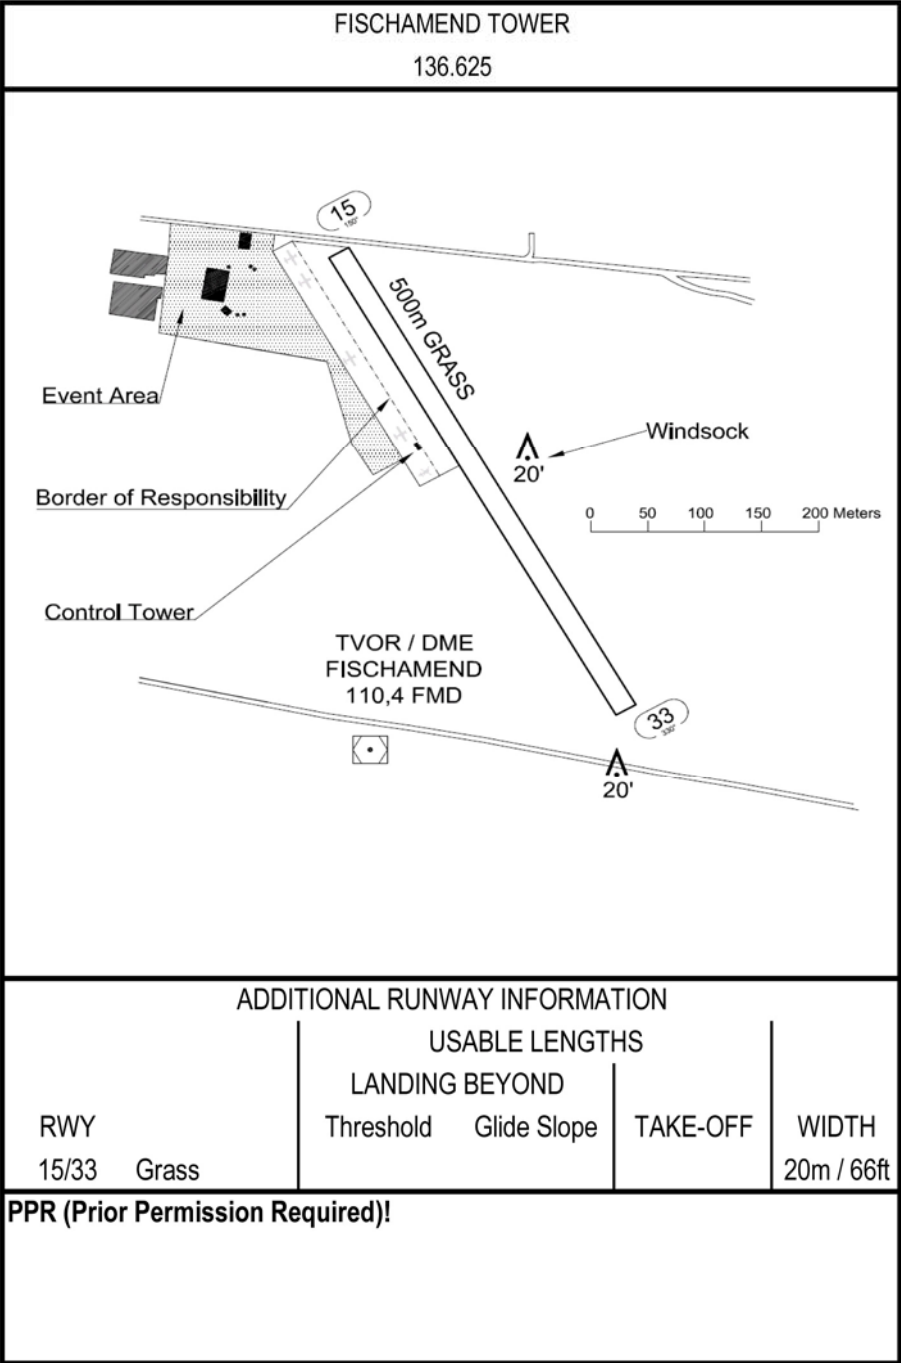 FISCHAMEND TOWER
136.625
15
150°
500m GRASS
Event Area
Windsock
20'
Border of Responsibility
0 50 100 150 200 Meters
Control Tower
TVOR / DME
FISCHAMEND
110,4 FMD
33
330°
20'
ADDITIONAL RUNWAY INFORMATION
USABLE LENGTHS
LANDING BEYOND
RWY Threshold Glide Slope TAKE-OFF WIDTH
15/33 Grass 20m / 66ft
PPR (Prior Permission Required)!